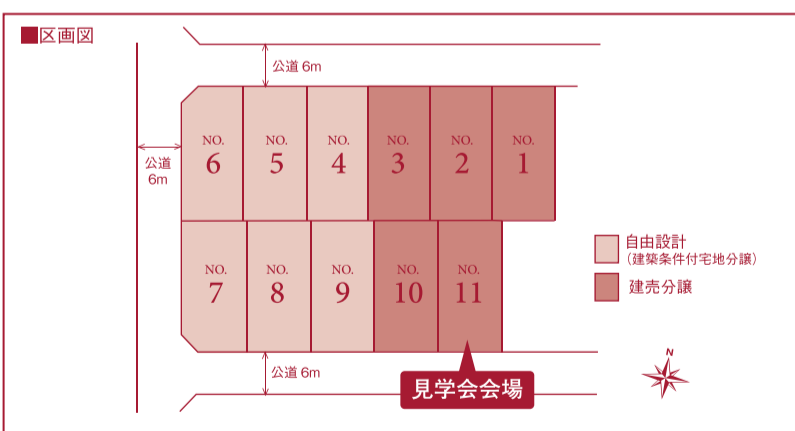 ■区画図
公道 6m
公道
6m
NO.
6
NO.
5
NO.
4
NO.
3
NO.
2
NO.
1
NO.
7
NO.
8
NO.
9
NO.
10
NO.
11
自由設計
(建築条件付宅地分譲)
建売分譲
公道 6m
見学会会場
N